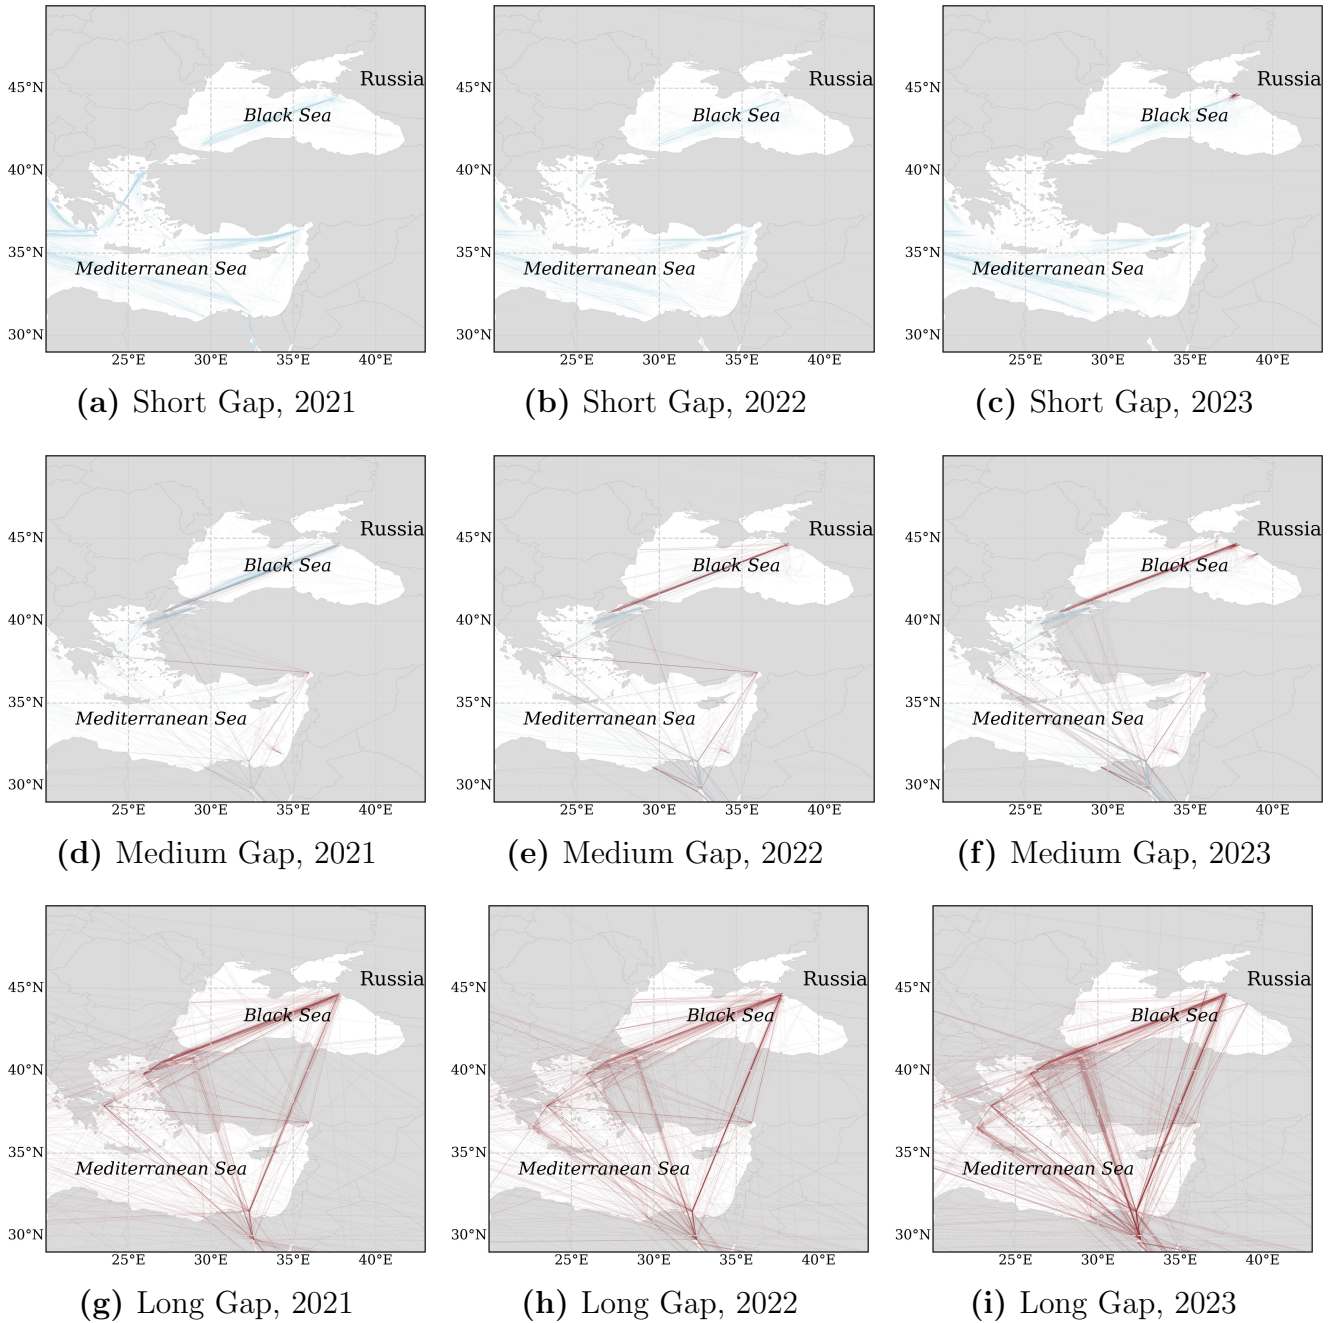 45°N
40°N
35°N
30°N
25°E 30°E 35°E 40°E
Russia
Black Sea
Mediterranean Sea
(a) Short Gap, 2021
45°N
40°N
35°N
30°N
25°E 30°E 35°E 40°E
Russia
Black Sea
Mediterranean Sea
(b) Short Gap, 2022
45°N
40°N
35°N
30°N
25°E 30°E 35°E 40°E
Russia
Black Sea
Mediterranean Sea
(c) Short Gap, 2023
45°N
40°N
35°N
30°N
25°E 30°E 35°E 40°E
Russia
Black Sea
Mediterranean Sea
(d) Medium Gap, 2021
45°N
40°N
35°N
30°N
25°E 30°E 35°E 40°E
Russia
Black Sea
Mediterranean Sea
(e) Medium Gap, 2022
45°N
40°N
35°N
30°N
25°E 30°E 35°E 40°E
Russia
Black Sea
Mediterranean Sea
(f) Medium Gap, 2023
45°N
40°N
35°N
30°N
25°E 30°E 35°E 40°E
Russia
Black Sea
Mediterranean Sea
(g) Long Gap, 2021
45°N
40°N
35°N
30°N
25°E 30°E 35°E 40°E
Russia
Black Sea
Mediterranean Sea
(h) Long Gap, 2022
45°N
40°N
35°N
30°N
25°E 30°E 35°E 40°E
Russia
Black Sea
Mediterranean Sea
(i) Long Gap, 2023